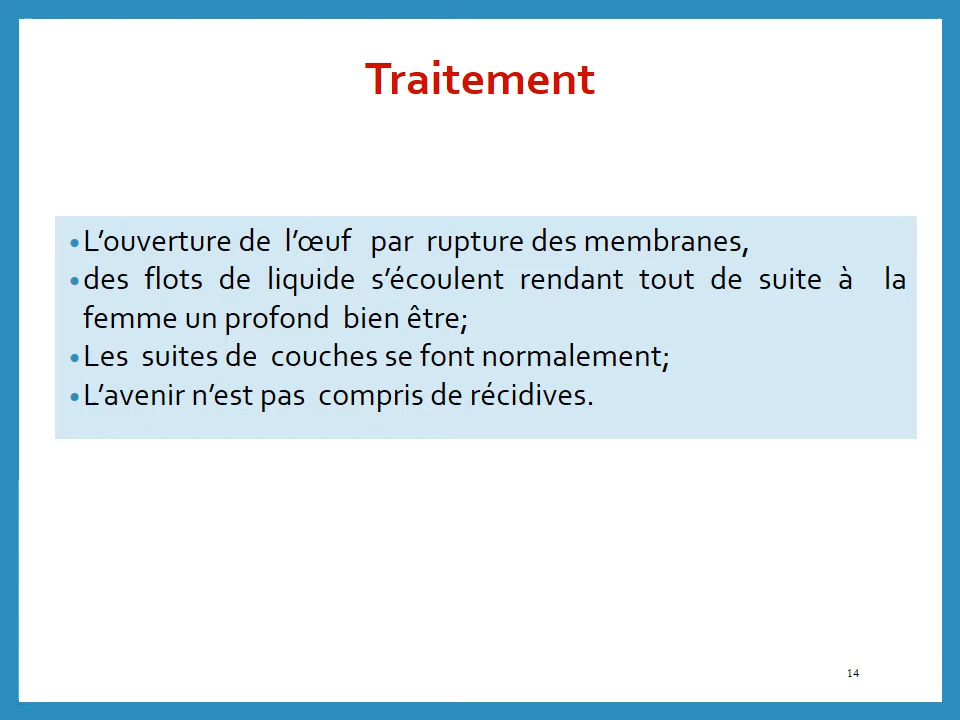 Traitement
•L’ouverture de l’œuf par rupture des membranes,
•des flots de liquide s’écoulent rendant tout de suite à la
femme un profond bien être;
•Les suites de couches se font normalement;
•L’avenir n’est pas compris de récidives.
14